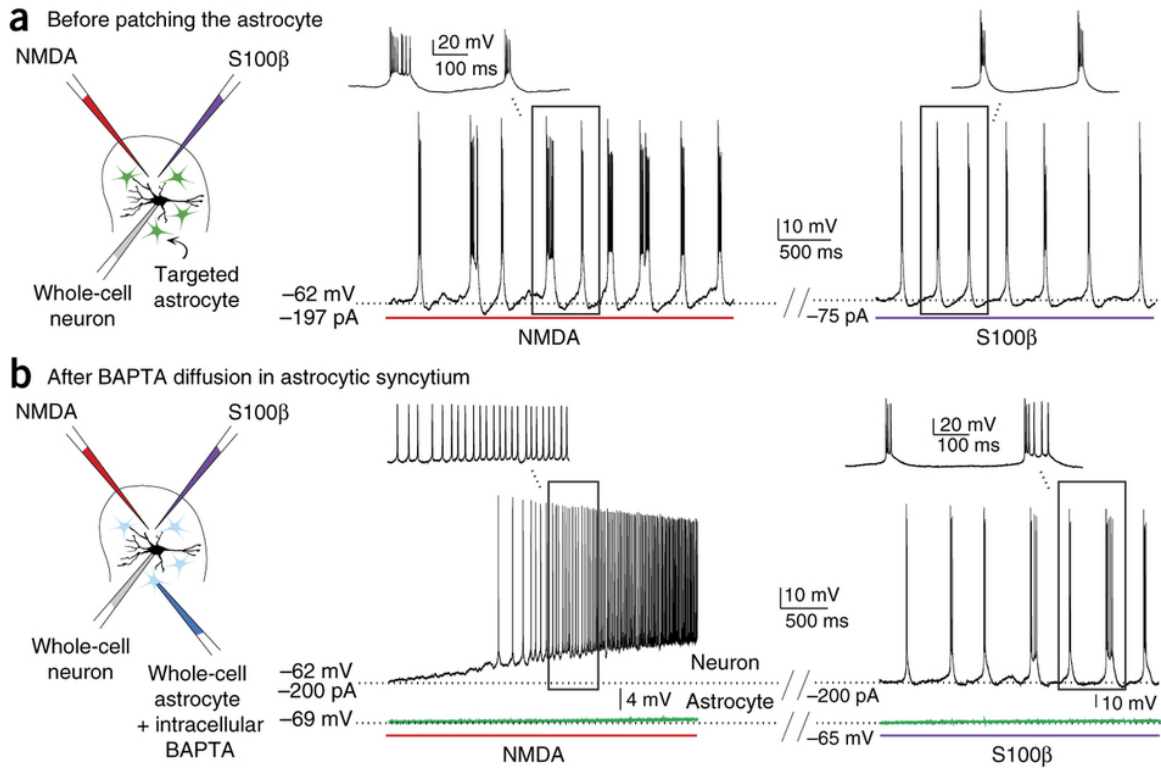 a Before patching the astrocyte
NMDA
S100β
20 mV
100 ms
Targeted
astrocyte
Whole-cell
neuron
–62 mV
–197 pA
NMDA
10 mV
500 ms
–75 pA
S100β
b After BAPTA diffusion in astrocytic syncytium
NMDA
S100β
20 mV
100 ms
10 mV
500 ms
Whole-cell
neuron
Whole-cell
astrocyte
+ intracellular
BAPTA
–62 mV
–200 pA
–69 mV
Neuron
4 mV
Astrocyte
NMDA
–200 pA
10 mV
–65 mV
S100β